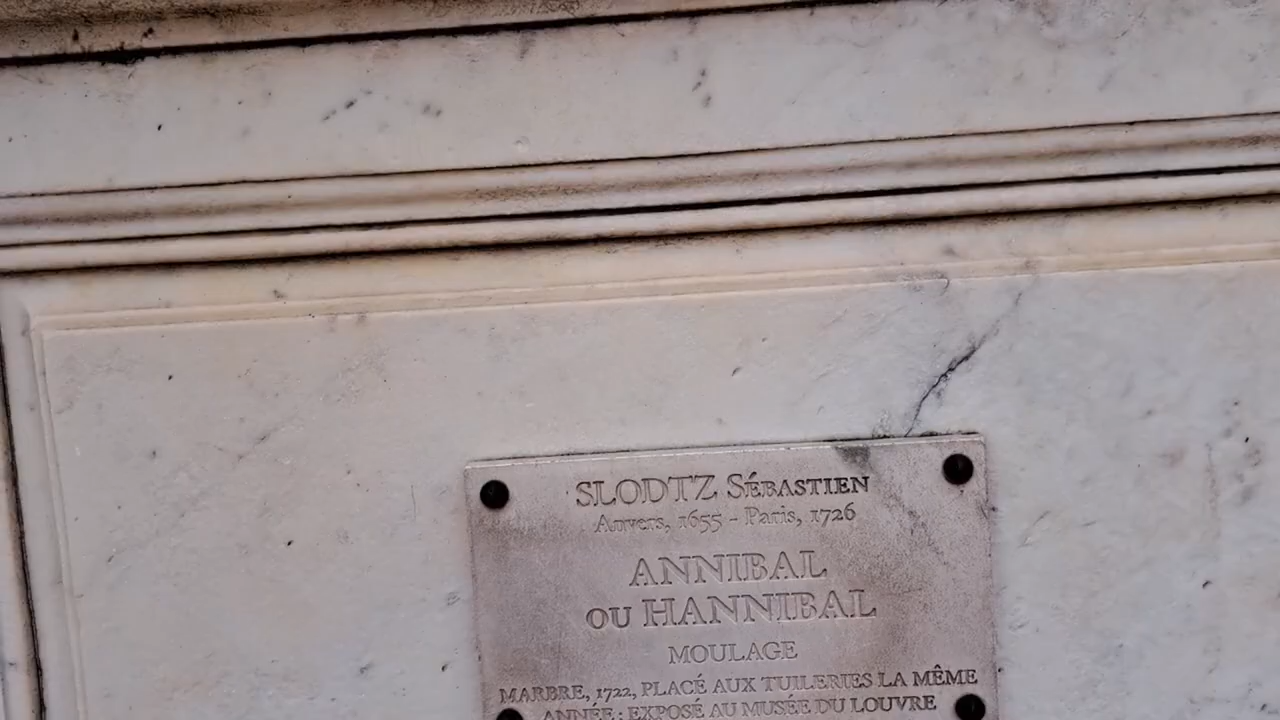 SLODTZ SÉBASTIEN
Anvers, 1655 - Paris, 1726
ANNIBAL
OU HANNIBAL
MOULAGE
MARBRE, 1722, PLACÉ AUX TUILERIES LA MÊME
ANNÉE ; EXPOSÉ AU MUSÉE DU LOUVRE